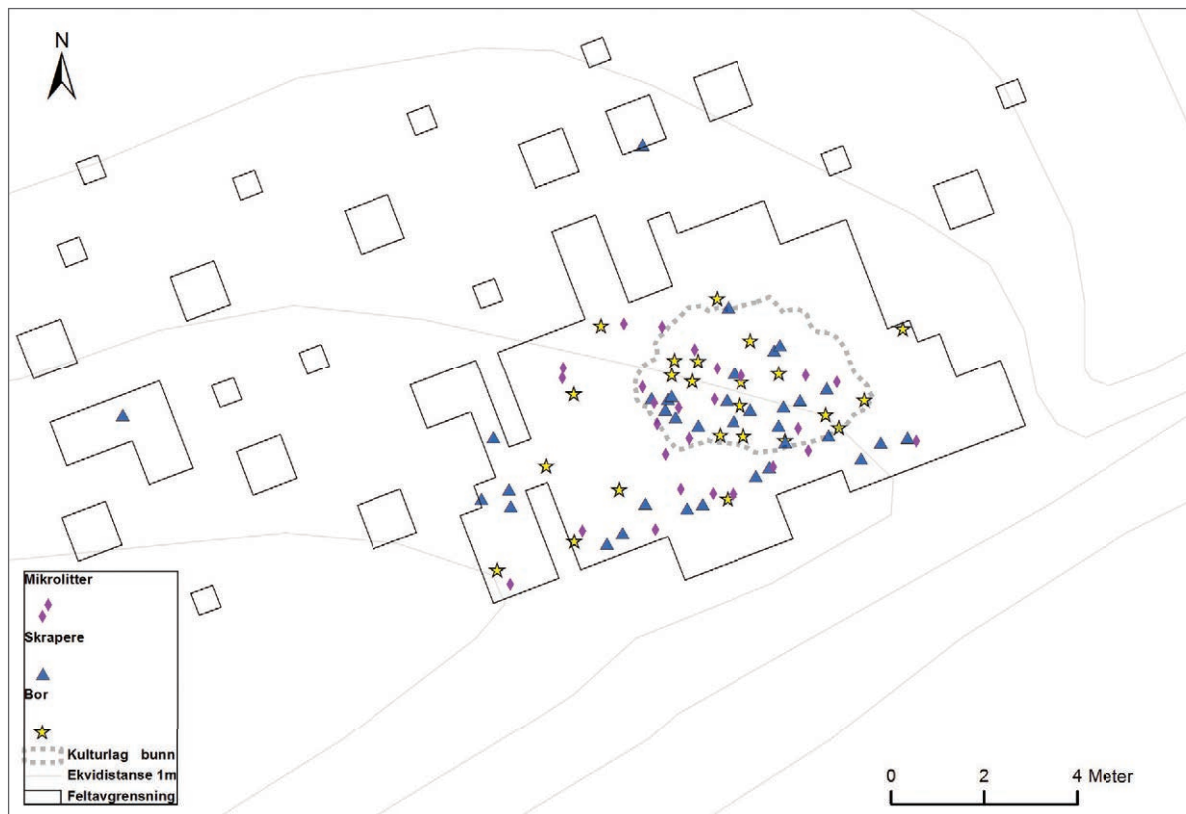 N
Mikrolitter
Skrapere
Bor
Kulturlag bunn
Ekvidistanse 1m
Feltavgrensning
0 2 4 Meter